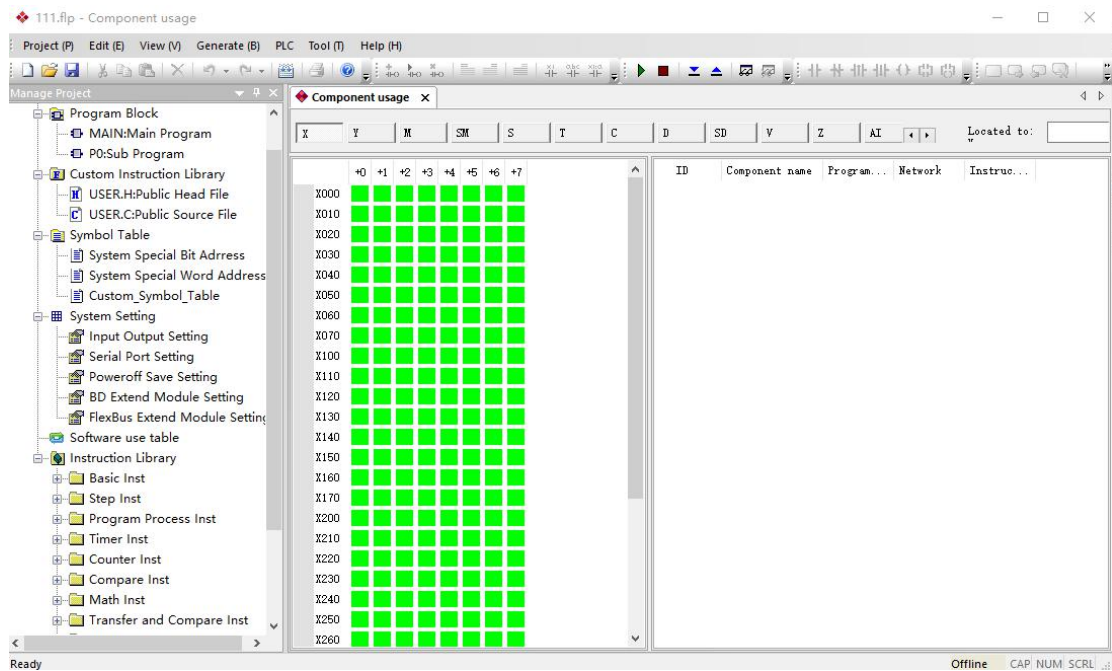 111.flp - Component usage
Project (P) Edit (E) View (V) Generate (B) PLC Tool (T) Help (H)
Manage Project
Program Block
MAIN:Main Program
P0:Sub Program
Custom Instruction Library
USER.H:Public Head File
USER.C:Public Source File
Symbol Table
System Special Bit Adrress
System Special Word Address
Custom_Symbol_Table
System Setting
Input Output Setting
Serial Port Setting
Poweroff Save Setting
BD Extend Module Setting
FlexBus Extend Module Setting
Software use table
Instruction Library
Basic Inst
Step Inst
Program Process Inst
Timer Inst
Counter Inst
Compare Inst
Math Inst
Transfer and Compare Inst
Component usage X
X Y M SM S T C D SD V Z AI Located to:
+0 +1 +2 +3 +4 +5 +6 +7
X000
X010
X020
X030
X040
X050
X060
X070
X100
X110
X120
X130
X140
X150
X160
X170
X200
X210
X220
X230
X240
X250
X260
ID Component name Program... Network Instruc...
Ready Offline CAP NUM SCRL